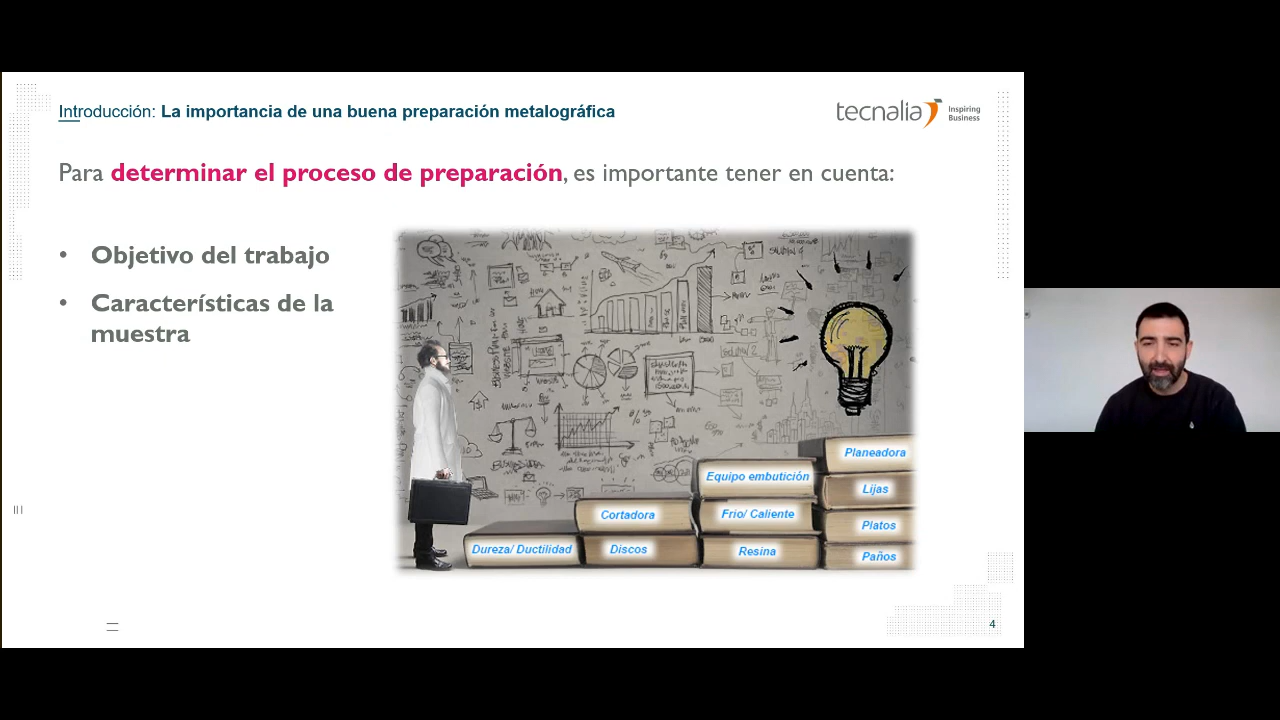 Introducción: La importancia de una buena preparación metalográfica
tecnalia Inspiring
Business
Para determinar el proceso de preparación, es importante tener en cuenta:
• Objetivo del trabajo
• Características de la
muestra
Planeadora
Equipo embutición
Lijas
Cortadora
Frio/ Caliente
Platos
Dureza/ Ductilidad
Discos
Resina
Paños
4